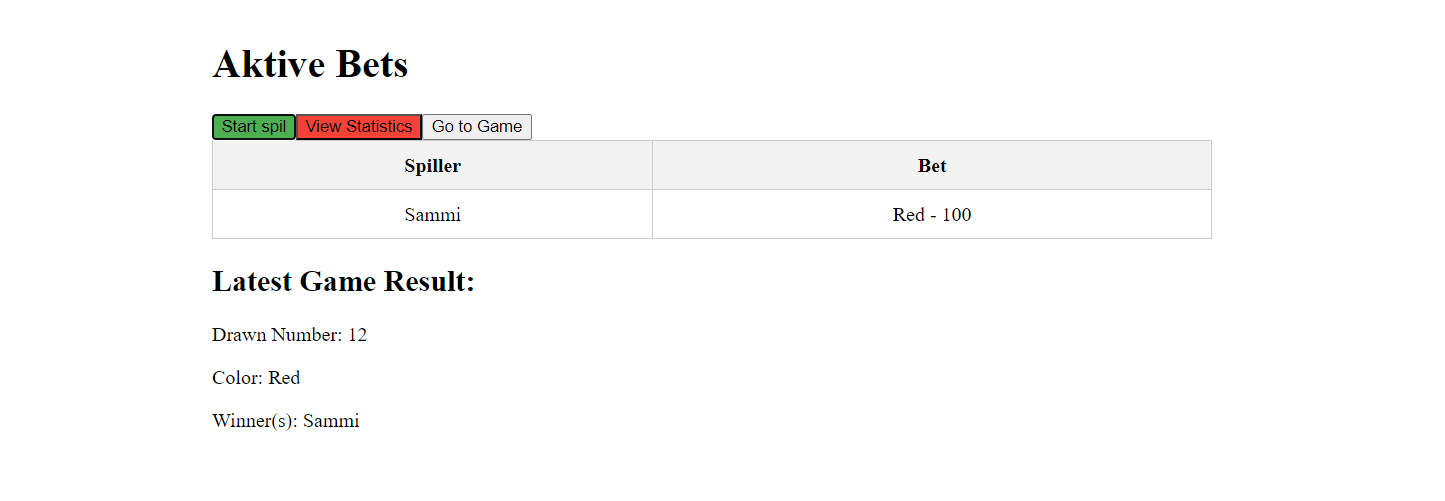 Aktive Bets
Start spil View Statistics Go to Game
Spiller Bet
Sammi Red - 100
Latest Game Result:
Drawn Number: 12
Color: Red
Winner(s): Sammi